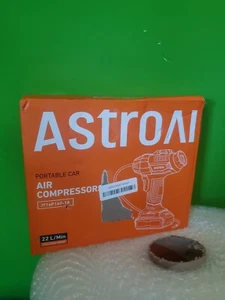 AstroAI
PORTABLE CAR
AIR
COMPRESSOR
22 L/Min